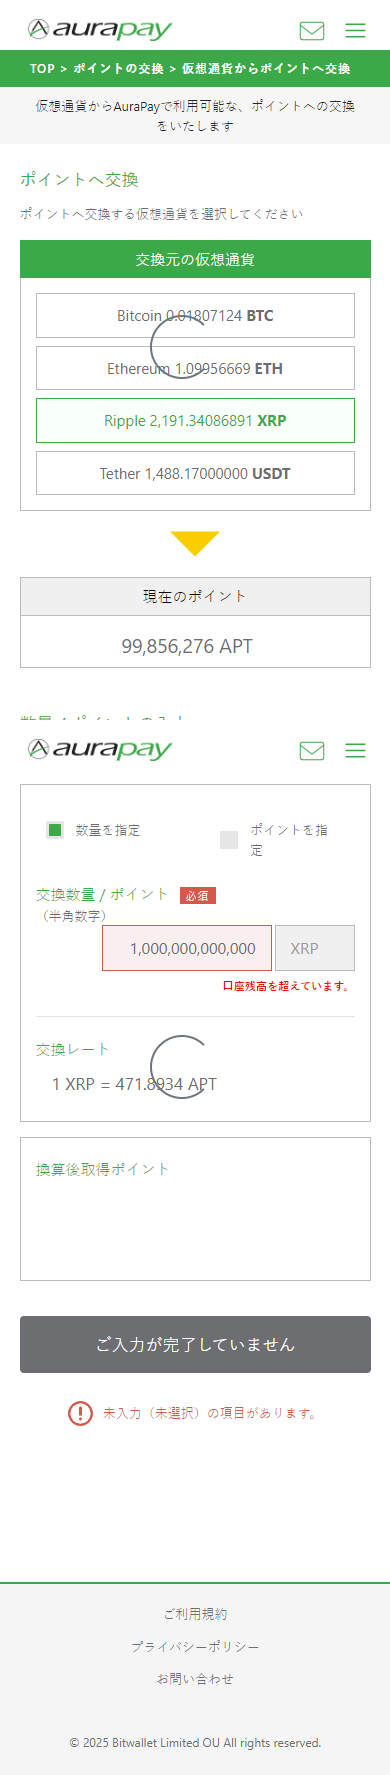 aurapay
TOP > ポイントの交換 > 仮想通貨からポイントへ交換
仮想通貨からAuraPayで利用可能な、ポイントへの交換
をいたします
ポイントへ交換
ポイントへ交換する仮想通貨を選択してください
交換元の仮想通貨
Bitcoin 0.01807124 BTC
Ethereum 1.09956669 ETH
Ripple 2,191.34086891 XRP
Tether 1,488.17000000 USDT
現在のポイント
99,856,276 APT
数量 / ポイントの入力
aurapay
数量を指定
ポイントを指
定
交換数量 / ポイント 必須
（半角数字）
1,000,000,000,000 XRP
口座残高を超えています。
交換レート
1 XRP = 471.8934 APT
換算後取得ポイント
ご入力が完了していません
未入力（未選択）の項目があります。
ご利用規約
プライバシーポリシー
お問い合わせ
© 2025 Bitwallet Limited OU All rights reserved.